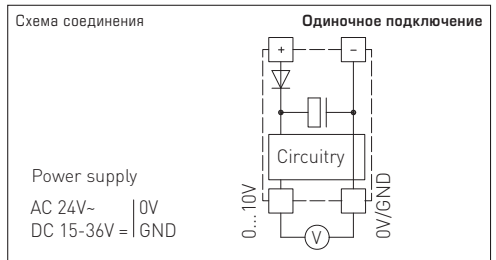 Схема соединения
Одиночное подключение
+ −
Circuitry
Power supply
AC 24V~ 0V
DC 15-36V = GND
0...10V
0V/GND
V